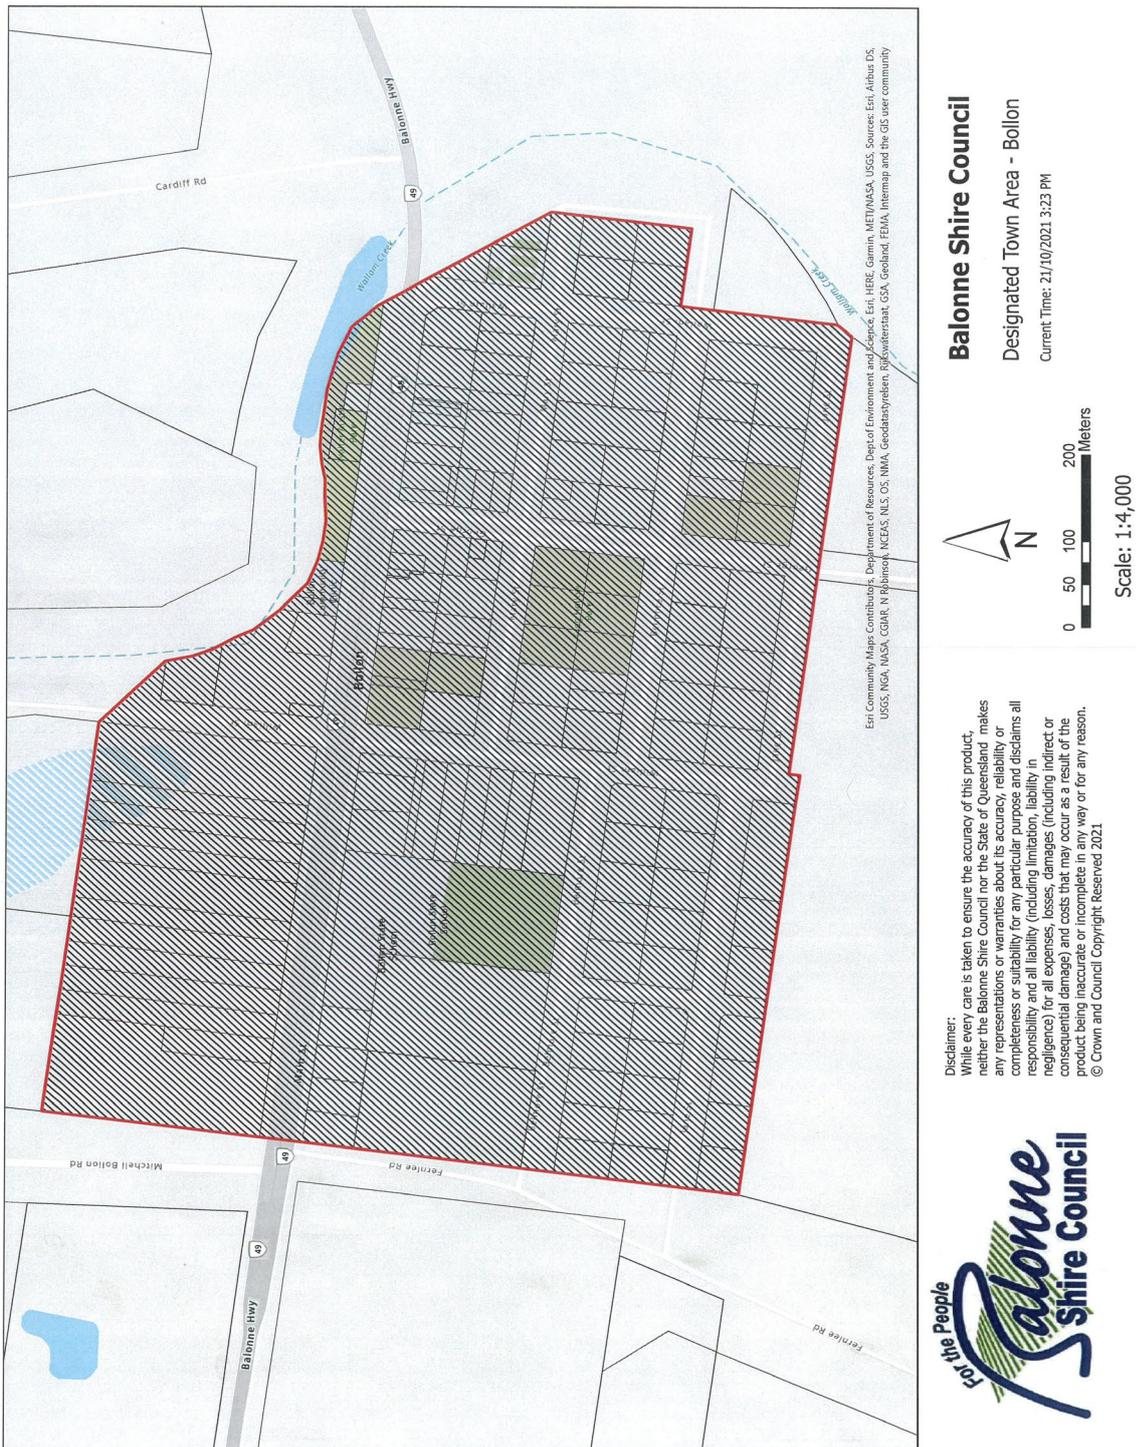 Cardiff Rd
Balonne Hwy
49
Wallam Creek
Wallam Creek
49
Bollon
Mitchell Bollon Rd
49
Fernlee Rd
Main St
Bollon State
School
Bollon State
School
49
Balonne Hwy
Fernlee Rd
Esri Community Maps Contributors, Department of Resources, Dept.of Environment and Science, Esri, HERE, Garmin, METI/NASA, USGS, Sources: Esri, Airbus DS,
USGS, NGA, NASA, CGIAR, N Robinson, NCEAS, NLS, OS, NMA, Geodatastyrelsen, Rijkswaterstaat, GSA, Geoland, FEMA, Intermap and the GIS user community
For the People
Balonne
Shire Council
Disclaimer:
While every care is taken to ensure the accuracy of this product,
neither the Balonne Shire Council nor the State of Queensland makes
any representations or warranties about its accuracy, reliability or
completeness or suitability for any particular purpose and disclaims all
responsibility and all liability (including limitation, liability in
negligence) for all expenses, losses, damages (including indirect or
consequential damage) and costs that may occur as a result of the
product being inaccurate or incomplete in any way or for any reason.
© Crown and Council Copyright Reserved 2021
N
0 50 100 200
Meters
Scale: 1:4,000
Balonne Shire Council
Designated Town Area - Bollon
Current Time: 21/10/2021 3:23 PM